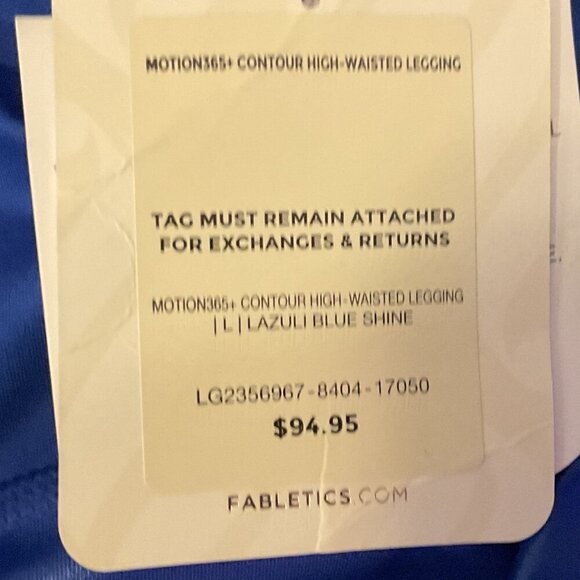 MOTION365+ CONTOUR HIGH-WAISTED LEGGING
TAG MUST REMAIN ATTACHED
FOR EXCHANGES & RETURNS
MOTION365+ CONTOUR HIGH-WAISTED LEGGING
| L | LAZULI BLUE SHINE
LG2356967-8404-17050
$94.95
FABLETICS.COM